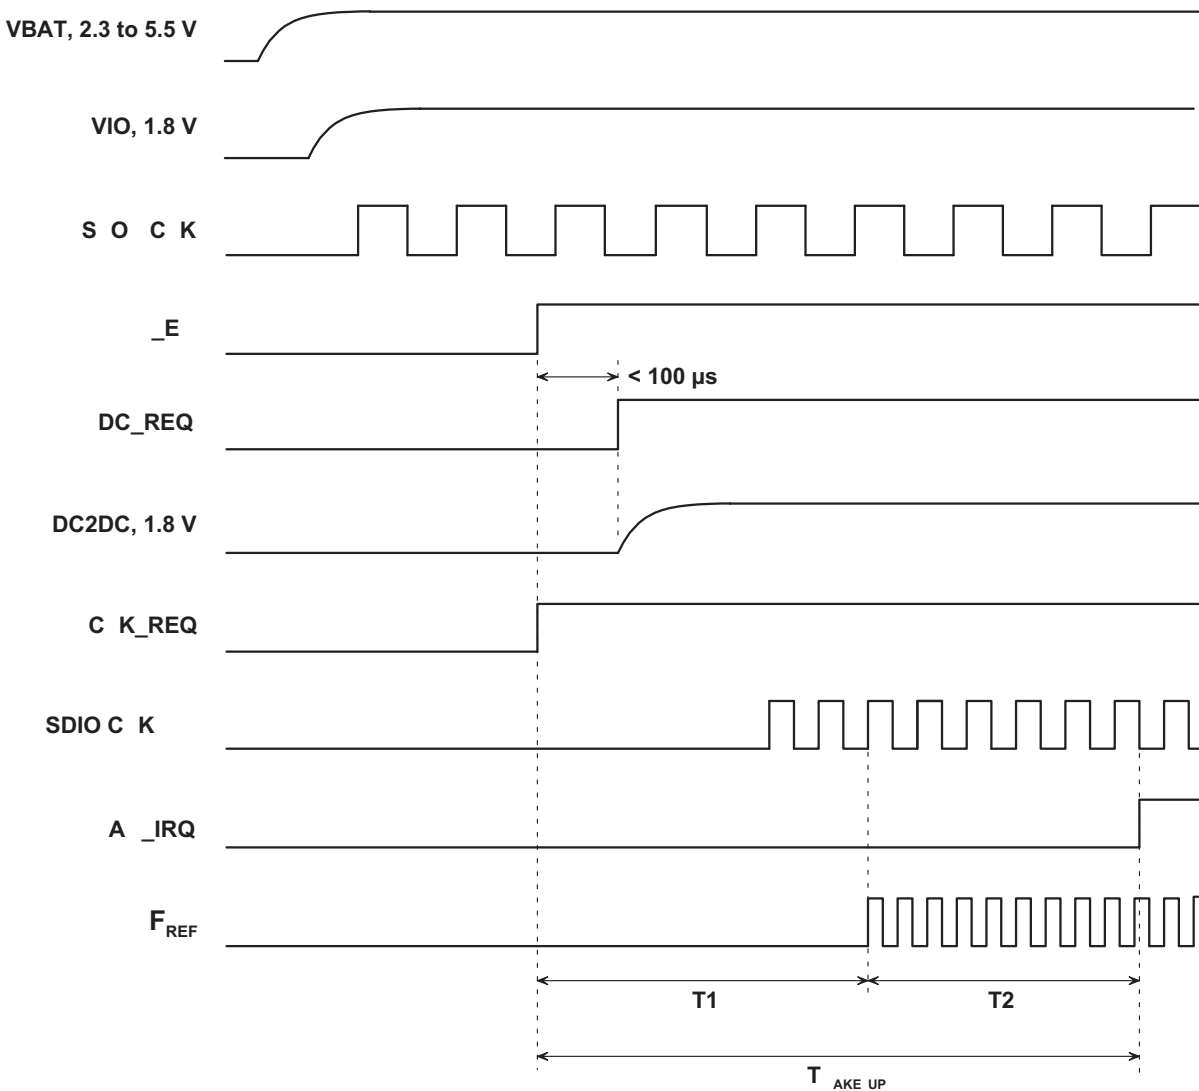 VBAT, 2.3 to 5.5 V
VIO, 1.8 V
S O C K
_E
< 100 µs
DC_REQ
DC2DC, 1.8 V
C K_REQ
SDIO C K
A _IRQ
FREF
T1 T2
T AKE UP